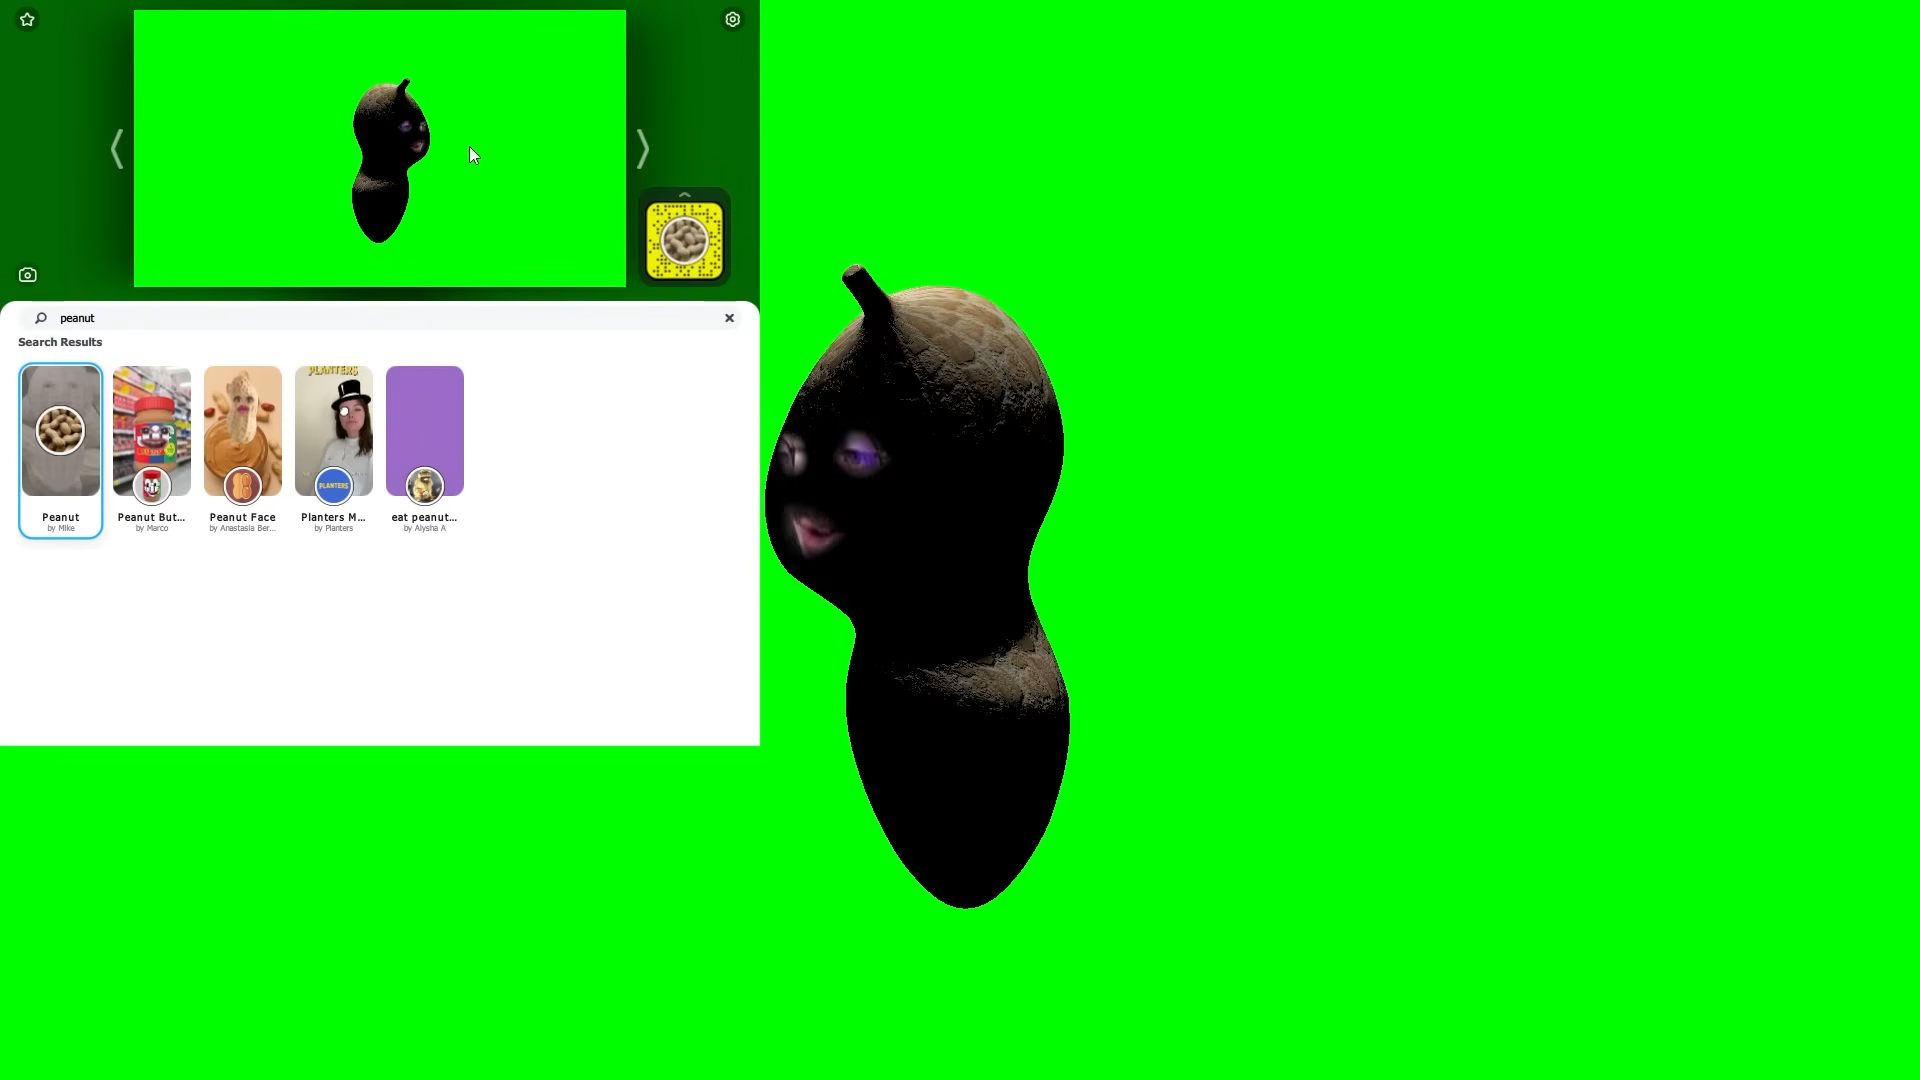 peanut
Search Results
PLANTERS
PLANTERS
Peanut
by Mike
Peanut But...
by Marco
Peanut Face
by Anastasia Ber...
Planters M...
by Planters
eat peanut...
by Alysha A